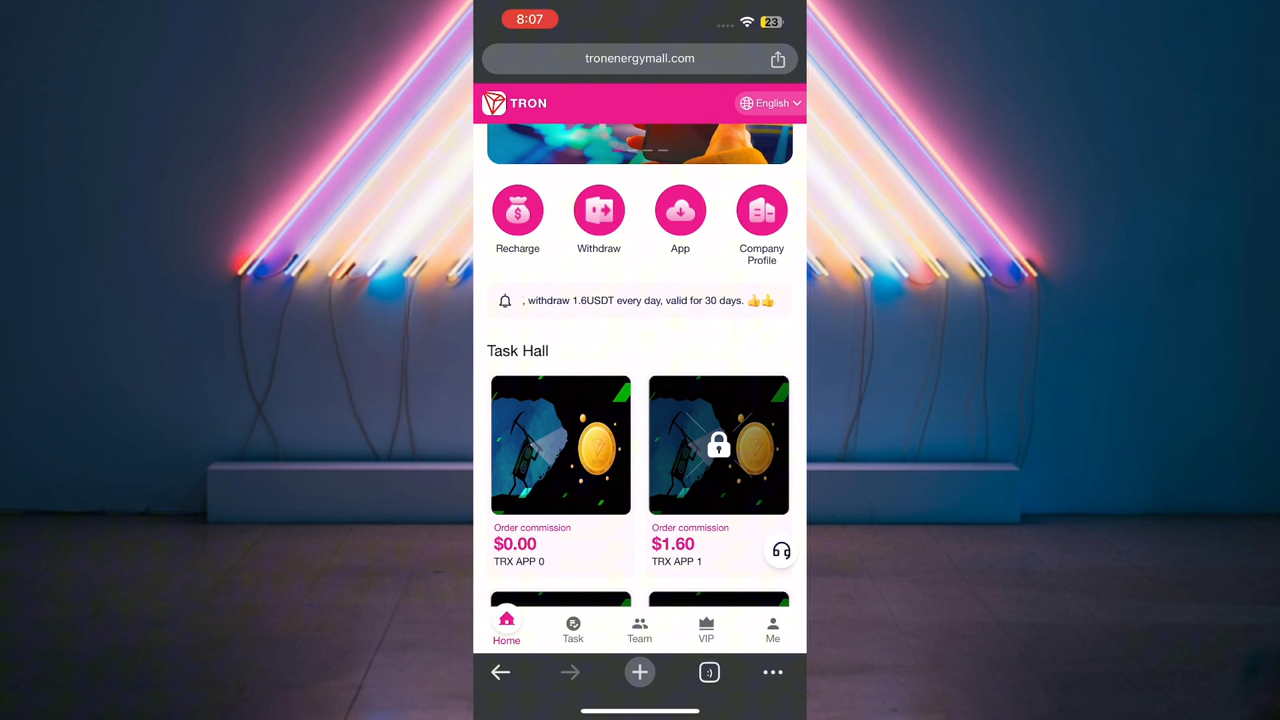 8:07
23
tronenergymall.com
TRON
English
Recharge
Withdraw
App
Company
Profile
, withdraw 1.6USDT every day, valid for 30 days. 👍👍
Task Hall
Order commission
$0.00
TRX APP 0
Order commission
$1.60
TRX APP 1
Home
Task
Team
VIP
Me
:)